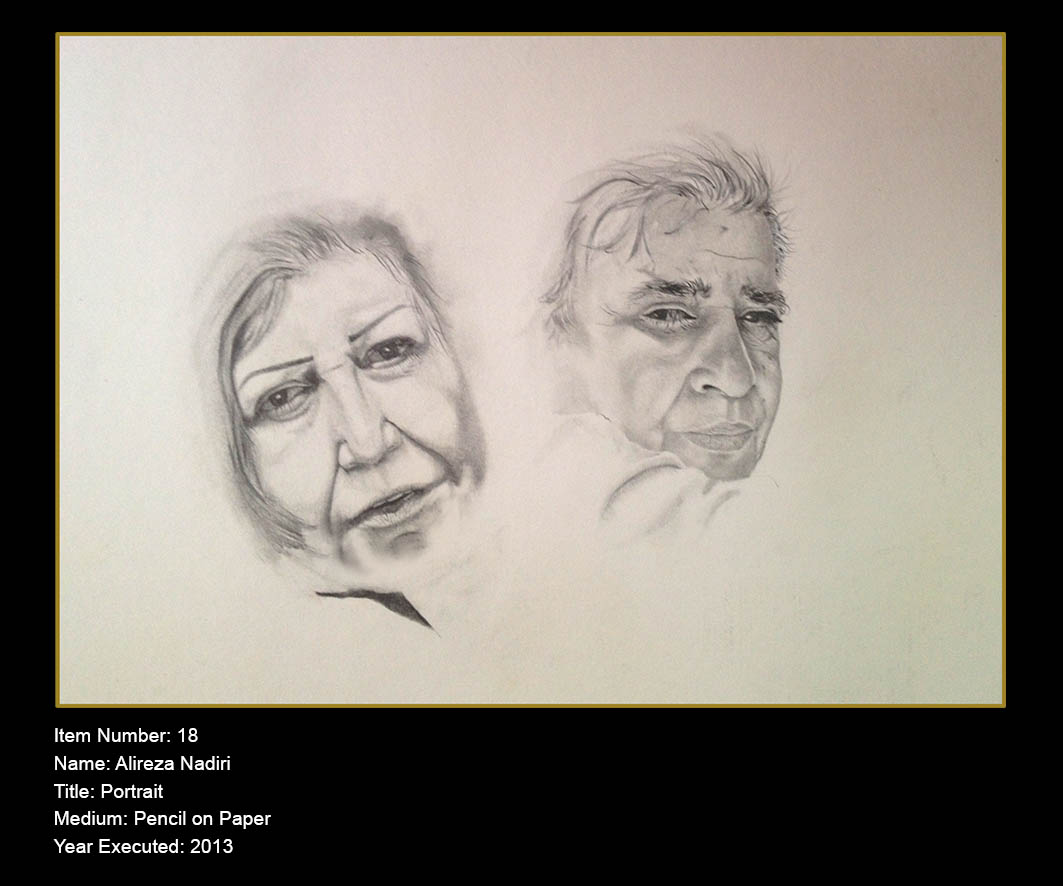 Item Number: 18
Name: Alireza Nadiri
Title: Portrait
Medium: Pencil on Paper
Year Executed: 2013